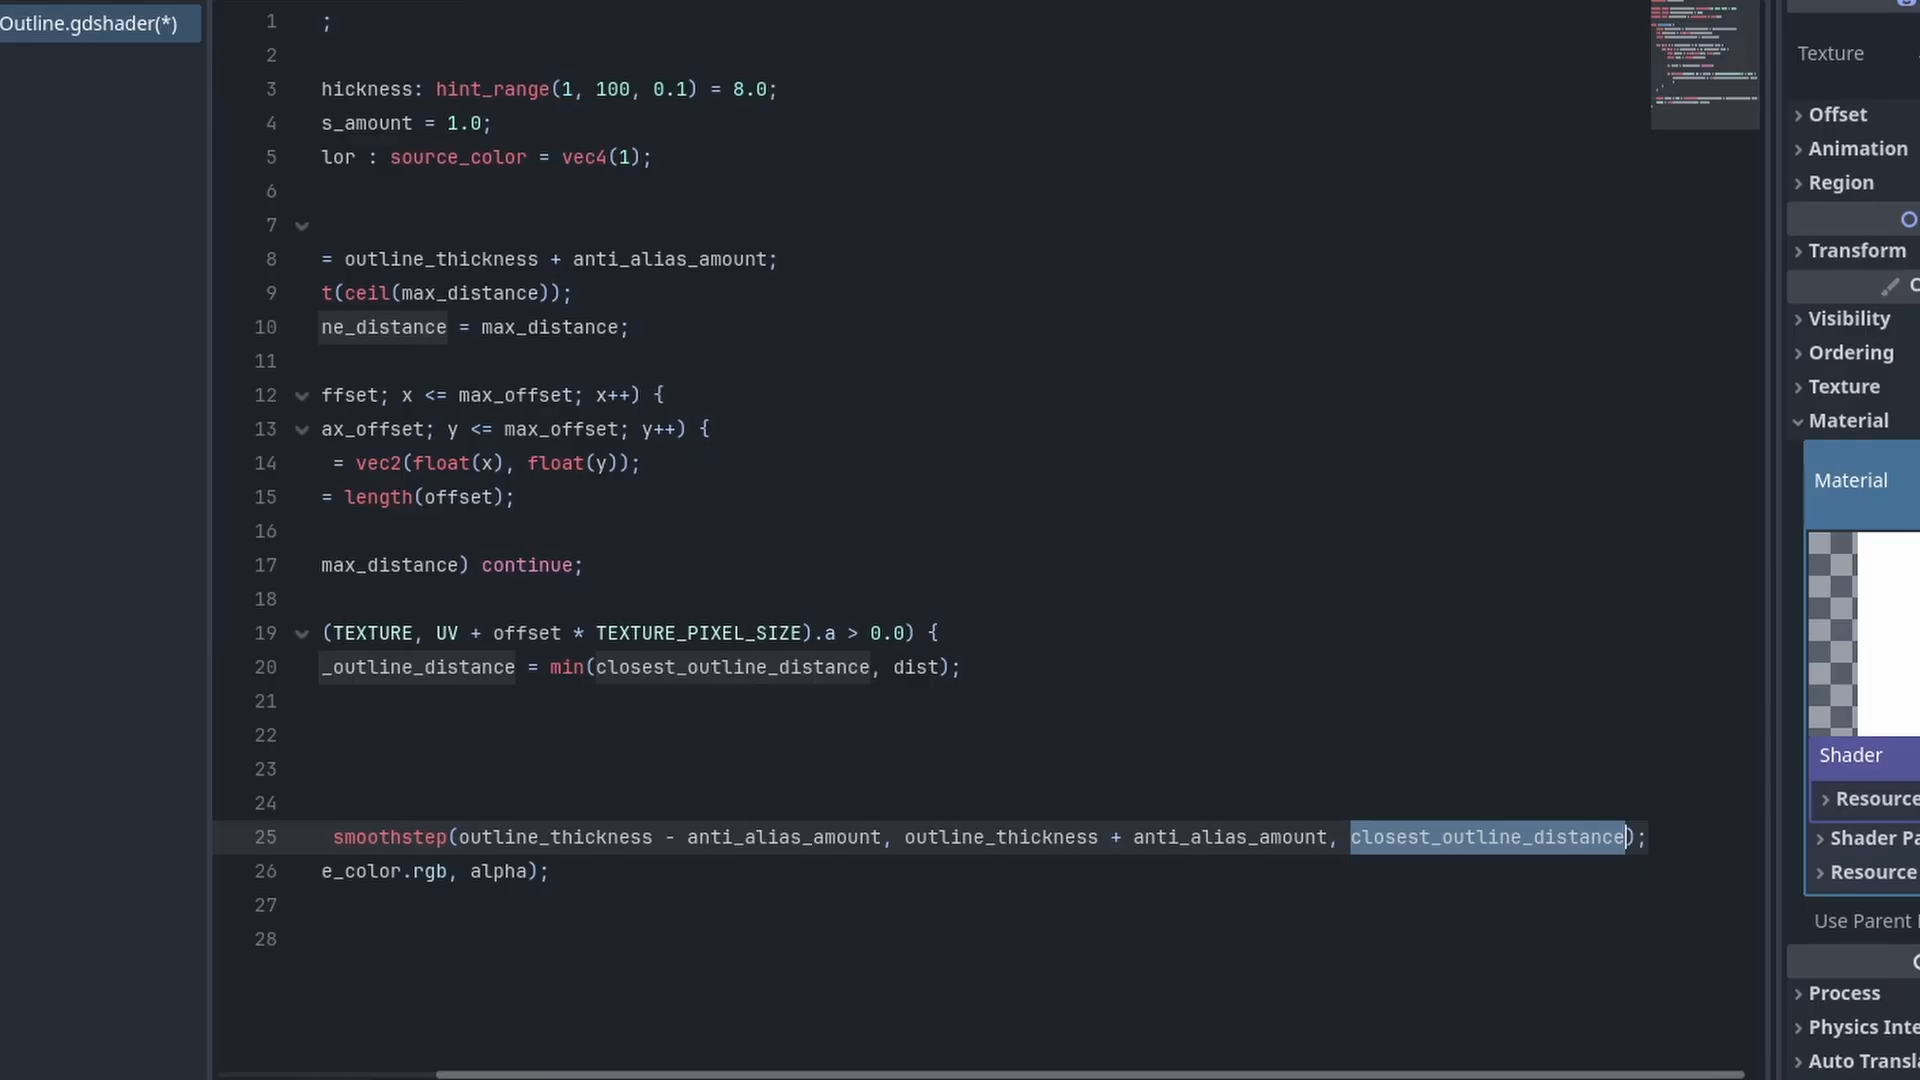 Outline.gdshader(*)
1 ;
2
3 hickness: hint_range(1, 100, 0.1) = 8.0;
4 s_amount = 1.0;
5 lor : source_color = vec4(1);
6
7
8 = outline_thickness + anti_alias_amount;
9 t(ceil(max_distance));
10 ne_distance = max_distance;
11
12 ffset; x <= max_offset; x++) {
13 ax_offset; y <= max_offset; y++) {
14 = vec2(float(x), float(y));
15 = length(offset);
16
17 max_distance) continue;
18
19 (TEXTURE, UV + offset * TEXTURE_PIXEL_SIZE).a > 0.0) {
20 _outline_distance = min(closest_outline_distance, dist);
21
22
23
24
25 smoothstep(outline_thickness - anti_alias_amount, outline_thickness + anti_alias_amount, closest_outline_distance);
26 e_color.rgb, alpha);
27
28
Texture
Offset
Animation
Region
Transform
C
Visibility
Ordering
Texture
Material
Material
Shader
Resource
Shader Pa
Resource
Use Parent
Process
Physics Inte
Auto Transla